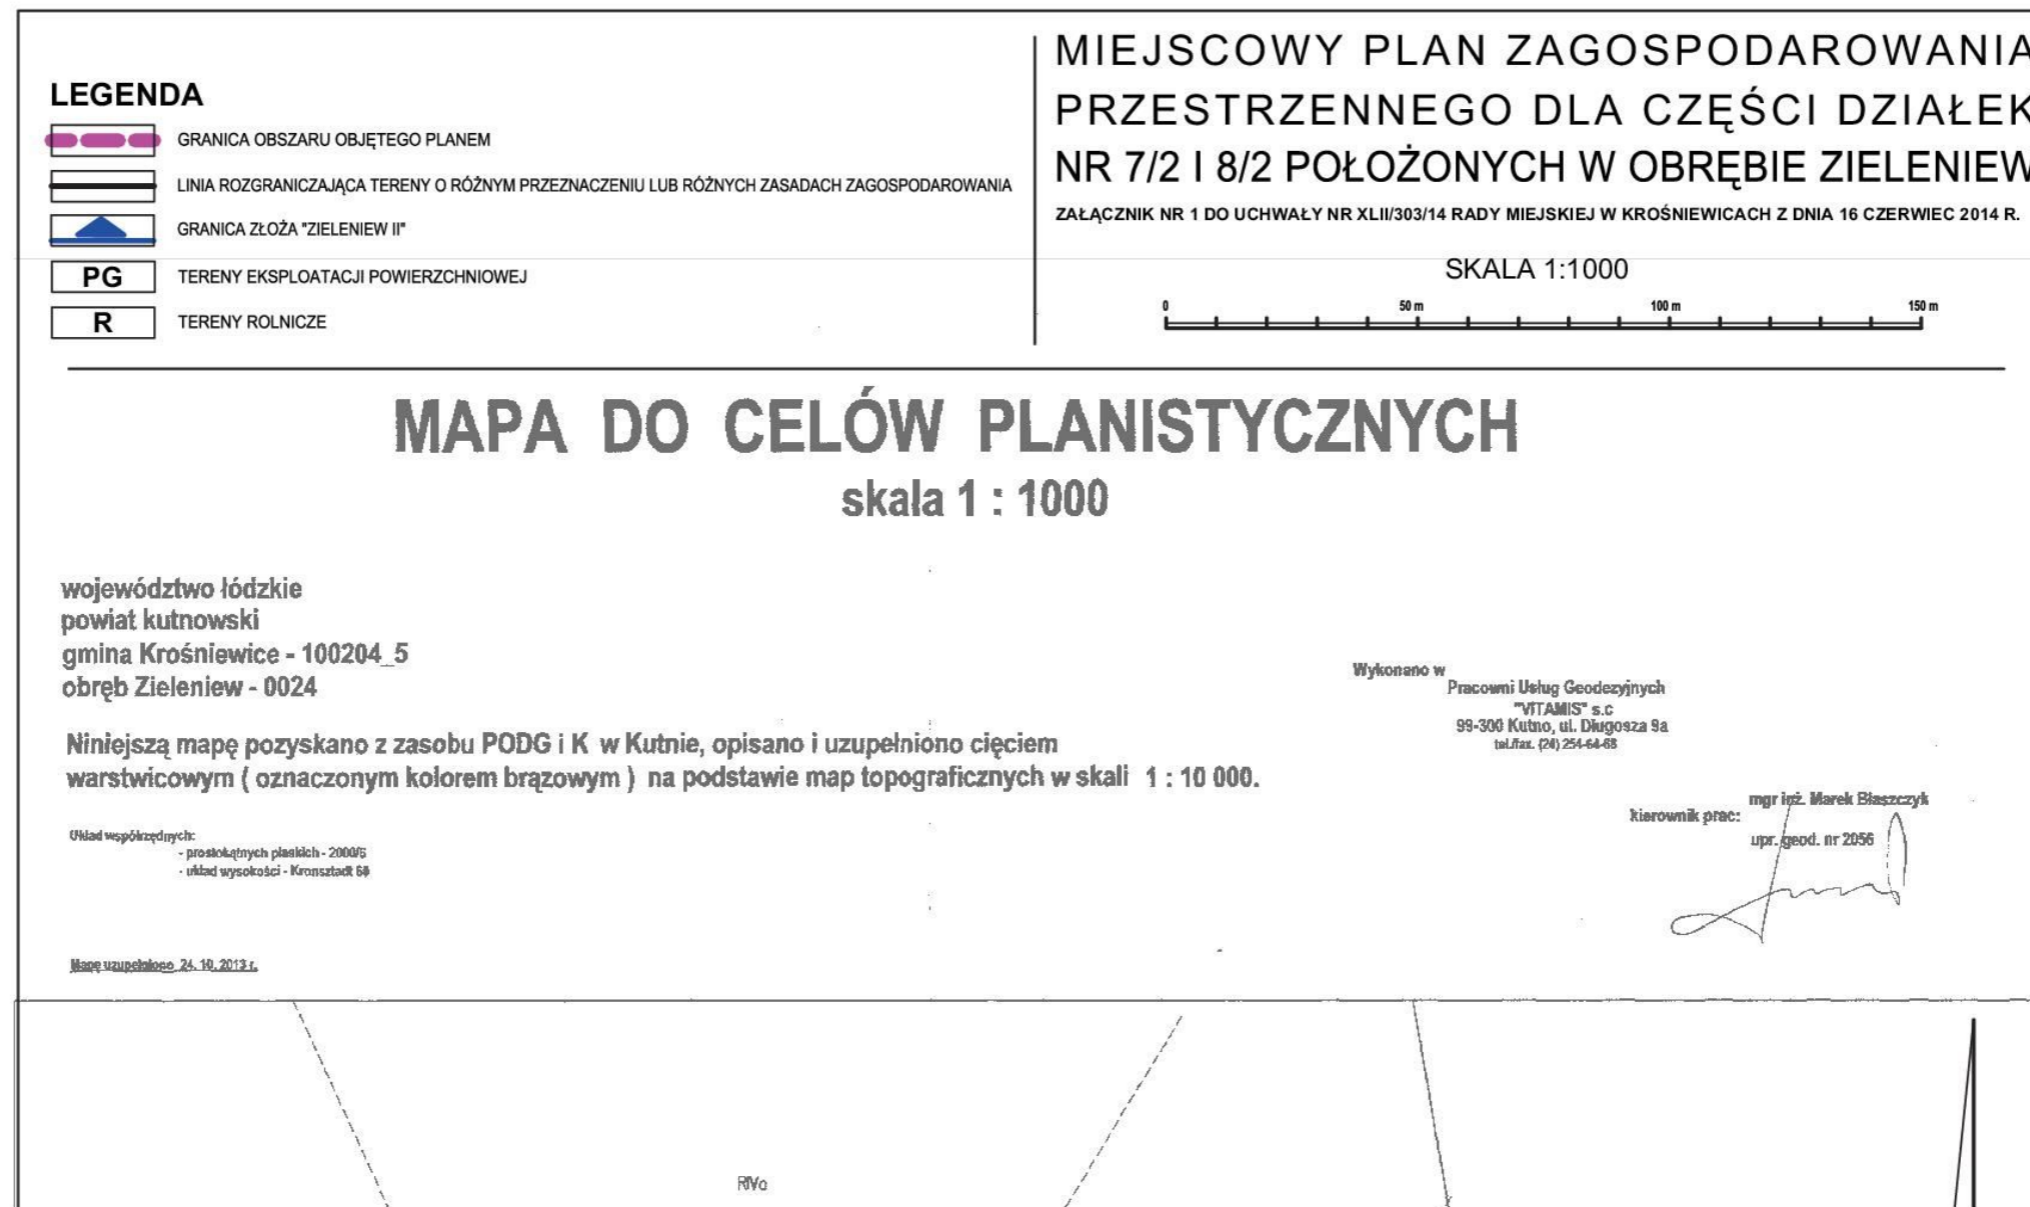 LEGENDA
GRANICA OBSZARU OBJĘTEGO PLANEM
LINIA ROZGRANICZAJĄCA TERENY O RÓŻNYM PRZEZNACZENIU LUB RÓŻNYCH ZASADACH ZAGOSPODAROWANIA
GRANICA ZŁOŻA "ZIELENIEW II"
PG TERENY EKSPLOATACJI POWIERZCHNIOWEJ
R TERENY ROLNICZE
MIEJSCOWY PLAN ZAGOSPODAROWANIA
PRZESTRZENNEGO DLA CZĘŚCI DZIAŁEK
NR 7/2 I 8/2 POŁOŻONYCH W OBRĘBIE ZIELENIEW
ZAŁĄCZNIK NR 1 DO UCHWAŁY NR XLII/303/14 RADY MIEJSKIEJ W KROŚNIEWICACH Z DNIA 16 CZERWIEC 2014 R.
SKALA 1:1000
0 50 m 100 m 150 m
MAPA DO CELÓW PLANISTYCZNYCH
skala 1 : 1000
województwo łódzkie
powiat kutnowski
gmina Krośniewice - 100204_5
obręb Zieleniew - 0024
Niniejszą mapę pozyskano z zasobu PODG i K w Kutnie, opisano i uzupełniono cięciem
warstwicowym ( oznaczonym kolorem brązowym ) na podstawie map topograficznych w skali 1 : 10 000.
Układ współrzędnych:
- prostokątnych płaskich - 2000/6
- układ wysokości - Kronsztadt 60
Mapę uzupełniono 24. 10. 2013 r.
Wykonano w
Pracowni Usług Geodezyjnych
"VITAMIS" s.c
99-300 Kutno, ul. Długosza 9a
tel./fax. (24) 254-64-68
mgr inż. Marek Błaszczyk
kierownik prac:
upr. geod. nr 2056
RIVa